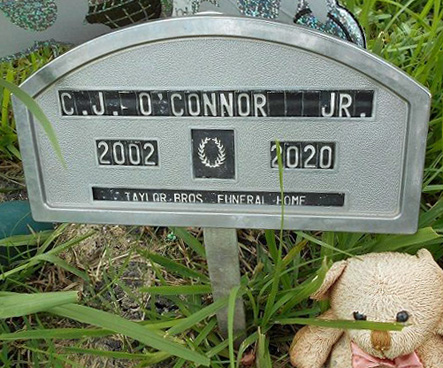 C.J. O'CONNOR JR.
2002 2020
TAYLOR BROS. FUNERAL HOME